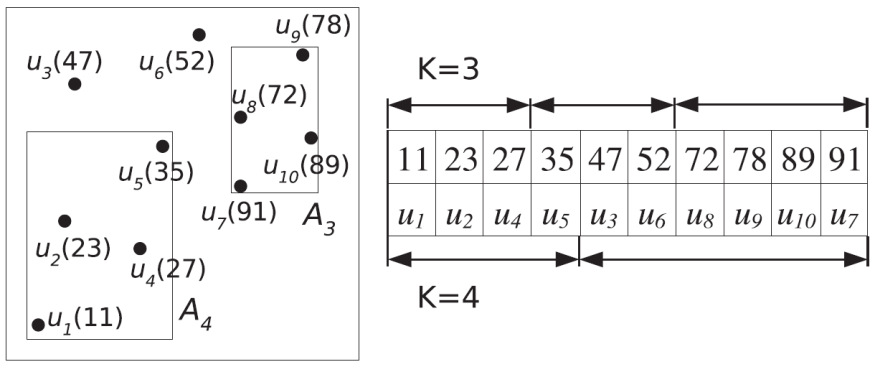 u9(78)
u3(47)
u6(52)
u8(72)
u5(35)
u10(89)
u7(91)
A3
u2(23)
u4(27)
u1(11)
A4
K=3
11 23 27 35 47 52 72 78 89 91
u1 u2 u4 u5 u3 u6 u8 u9 u10 u7
K=4